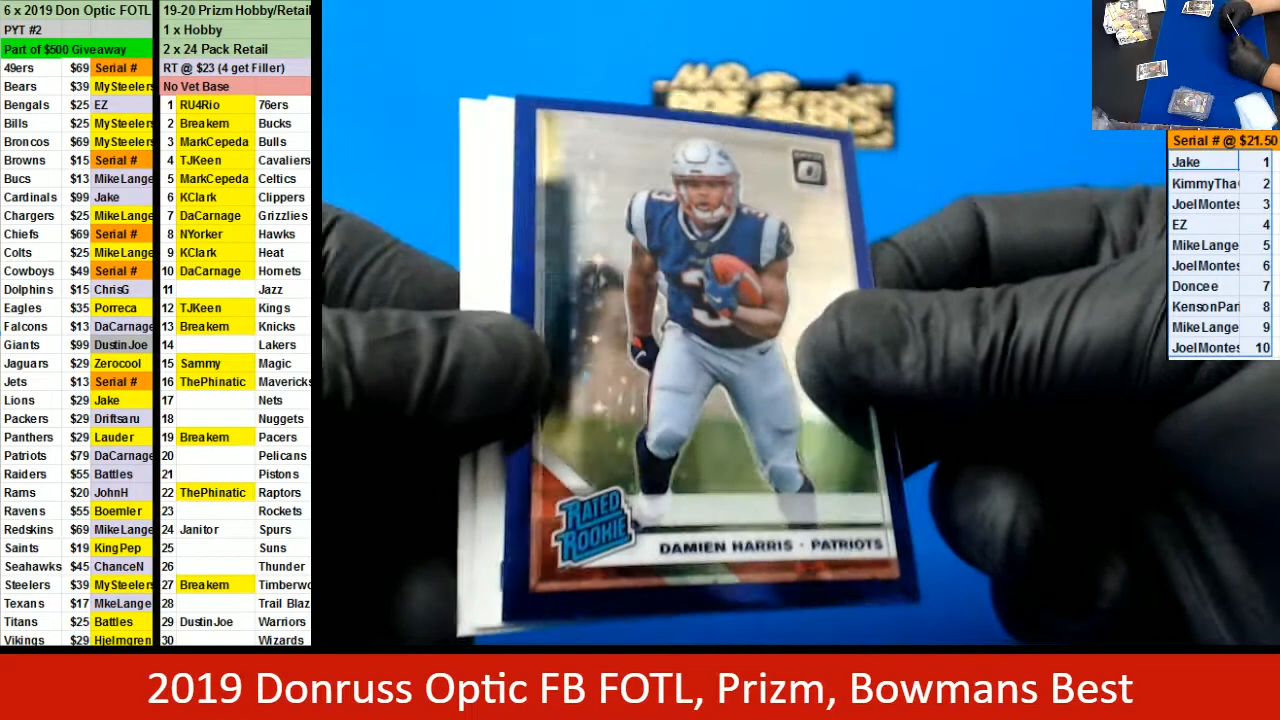 6 x 2019 Don Optic FOTL
PYT #2
Part of $500 Giveaway
49ers $69 Serial #
Bears $39 MySteelers
Bengals $25 EZ
Bills $25 MySteelers
Broncos $69 MySteelers
Browns $15 Serial #
Bucs $13 MikeLange
Cardinals $99 Jake
Chargers $25 MikeLange
Chiefs $69 Serial #
Colts $25 MikeLange
Cowboys $49 Serial #
Dolphins $15 ChrisG
Eagles $35 Porreca
Falcons $13 DaCarnage
Giants $99 DustinJoe
Jaguars $29 Zerocool
Jets $13 Serial #
Lions $29 Jake
Packers $29 Driftsaru
Panthers $29 Lauder
Patriots $79 DaCarnage
Raiders $55 Battles
Rams $20 JohnH
Ravens $55 Boemler
Redskins $69 MikeLange
Saints $19 KingPep
Seahawks $45 ChanceN
Steelers $39 MySteelers
Texans $17 MkeLange
Titans $25 Battles
Vikings $29 Hjelmgren
19-20 Prizm Hobby/Retail
1 x Hobby
2 x 24 Pack Retail
RT @ $23 (4 get Filler)
No Vet Base
1 RU4Rio 76ers
2 Breakem Bucks
3 MarkCepeda Bulls
4 TJKeen Cavaliers
5 MarkCepeda Celtics
6 KClark Clippers
7 DaCarnage Grizzlies
8 NYorker Hawks
9 KClark Heat
10 DaCarnage Hornets
11 Jazz
12 TJKeen Kings
13 Breakem Knicks
14 Lakers
15 Sammy Magic
16 ThePhinatic Mavericks
17 Nets
18 Nuggets
19 Breakem Pacers
20 Pelicans
21 Pistons
22 ThePhinatic Raptors
23 Rockets
24 Janitor Spurs
25 Suns
26 Thunder
27 Breakem Timberwo
28 Trail Blaz
29 DustinJoe Warriors
30 Wizards
RATED
ROOKIE
DAMIEN HARRIS · PATRIOTS
Serial # @ $21.50
Jake 1
KimmyTha 2
JoelMontes 3
EZ 4
MikeLange 5
JoelMontes 6
Doncee 7
KensonPari 8
MikeLange 9
JoelMontes 10
2019 Donruss Optic FB FOTL, Prizm, Bowmans Best